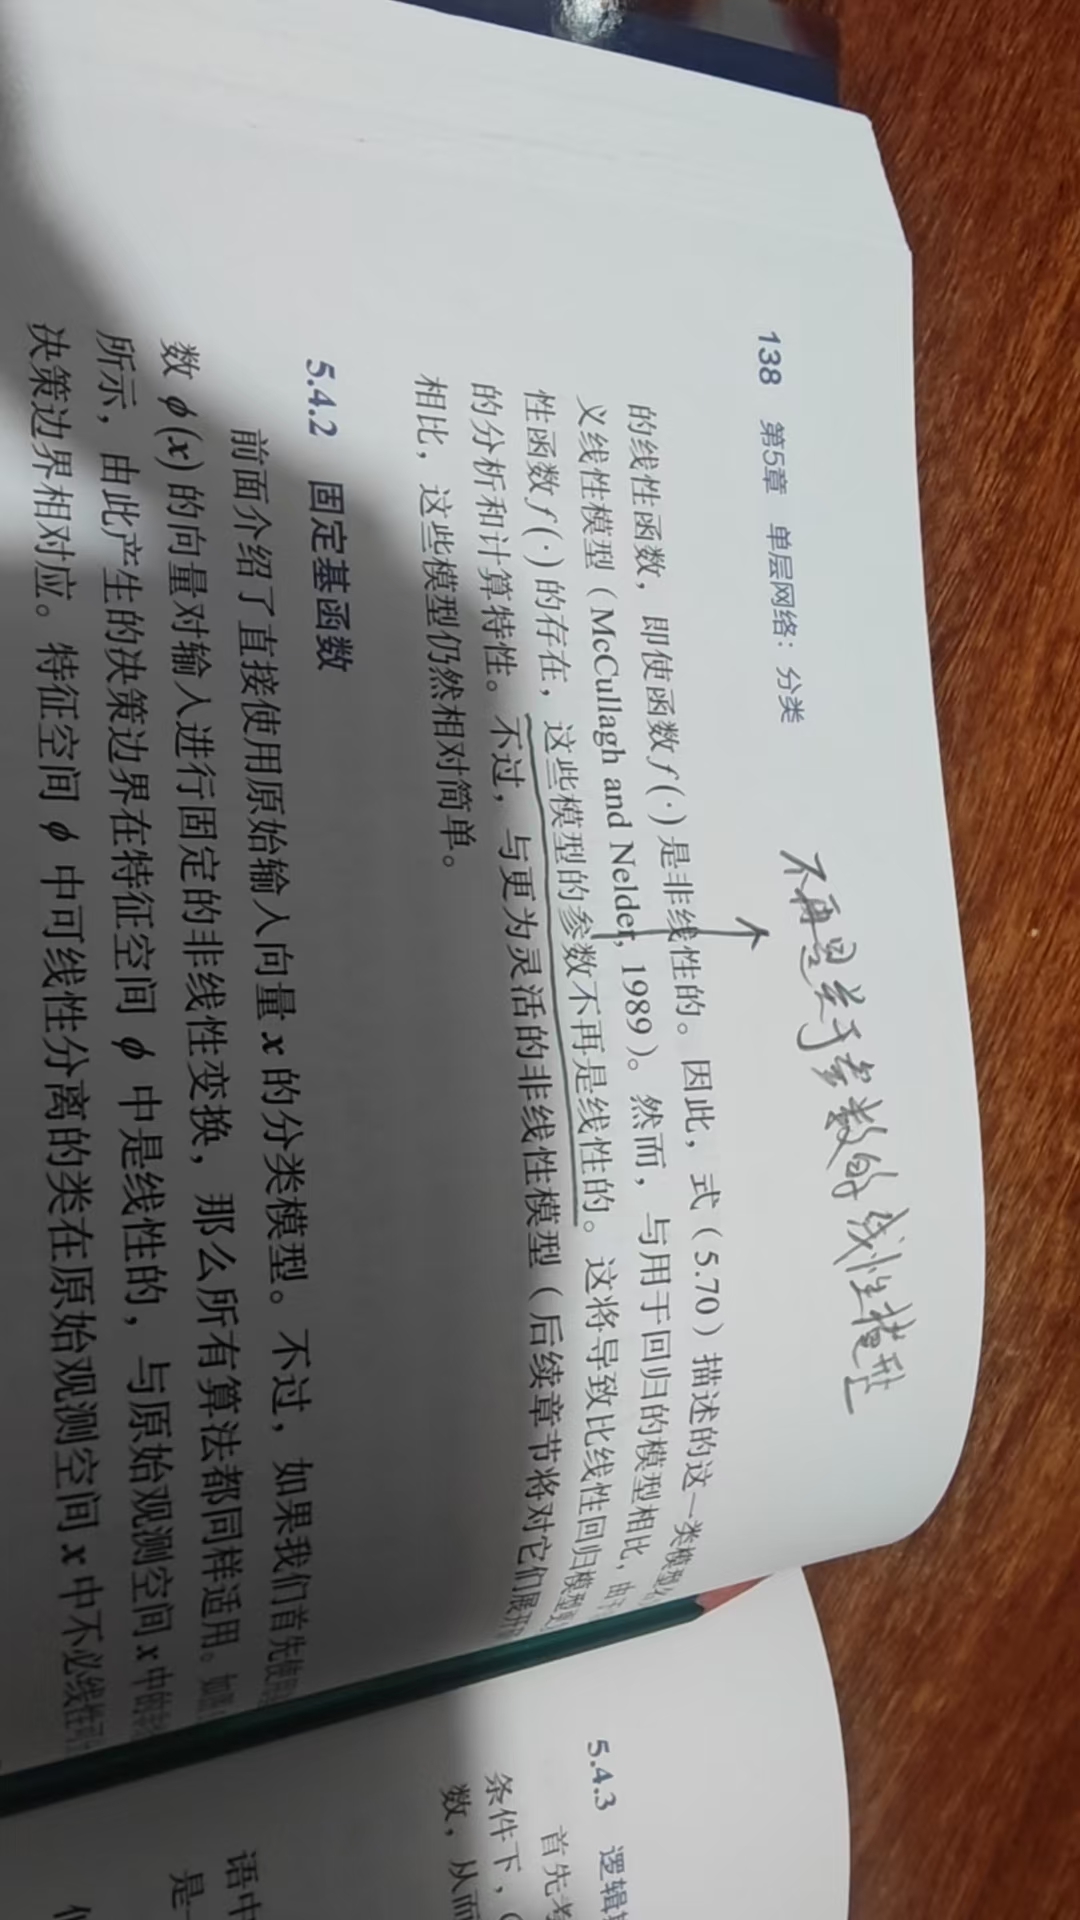 138 第5章 单层网络：分类
不再是关于参数的线性模型
的线性函数，即使函数 f(·) 是非线性的。因此，式（5.70）描述的这一类模型
义线性模型（McCullagh and Nelder, 1989）。然而，与用于回归的模型相比，由于
性函数 f(·) 的存在，这些模型的参数不再是线性的。这将导致比线性回归模型
的分析和计算特性。不过，与更为灵活的非线性模型（后续章节将对它们展开
相比，这些模型仍然相对简单。
5.4.2 固定基函数
前面介绍了直接使用原始输入向量 x 的分类模型。不过，如果我们首先使用
数 ϕ(x) 的向量对输入进行固定的非线性变换，那么所有算法都同样适用。
所示，由此产生的决策边界在特征空间 ϕ 中是线性的，与原始观测空间 x 中的
决策边界相对应。特征空间 ϕ 中可线性分离的类在原始观测空间 x 中不必线性可
5.4.3 逻辑
首先考
条件下，
数，从而
语中
是